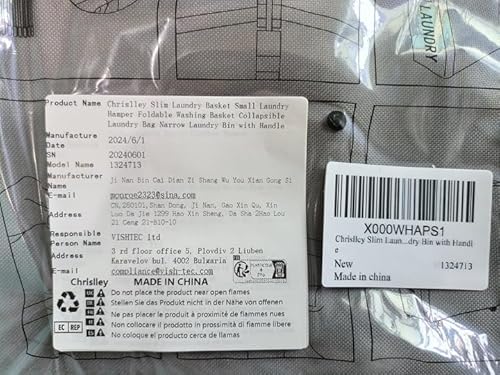 LAUNDRY
Product Name Chrislley Slim Laundry Basket Small Laundry
Hamper Foldable Washing Basket Collapsible
Laundry Bag Narrow Laundry Bin with Handle
Manufacture Date 2024/6/1
SN 20240601
Model Name 1324713
Manufacturer Name Ji Nan Bin Cai Dian Zi Shang Wu You Xian Gong Si
E-mail
Address CN,250101,Shan Dong, Ji Nan, Gao Xin Qu, Xin
Luo Da Jie 1299 Hao Xin Sheng, Da Sha 2Hao Lou
21 Ceng 21-B10-10
Responsible Person Name VISHTEC ltd
Address 3 rd floor office 5, Plovdiv 2 Liuben
Karavelov bul. 4002 Bulgaria
E-mail compliance@vish-tec.com
Chrislley MADE IN CHINA
Do not place the product near open flames
Stellen Sie das Produkt nicht in der Nähe von offenen
Ne pas placer le produit à proximité de flammes nues
Non collocare il prodotto in prossimità di fiamme libere
No coloque el producto cerca de llamas
EC REP
X000WHAPS1
Chrislley Slim Laun...dry Bin with Handl
e
New 1324713
Made in china